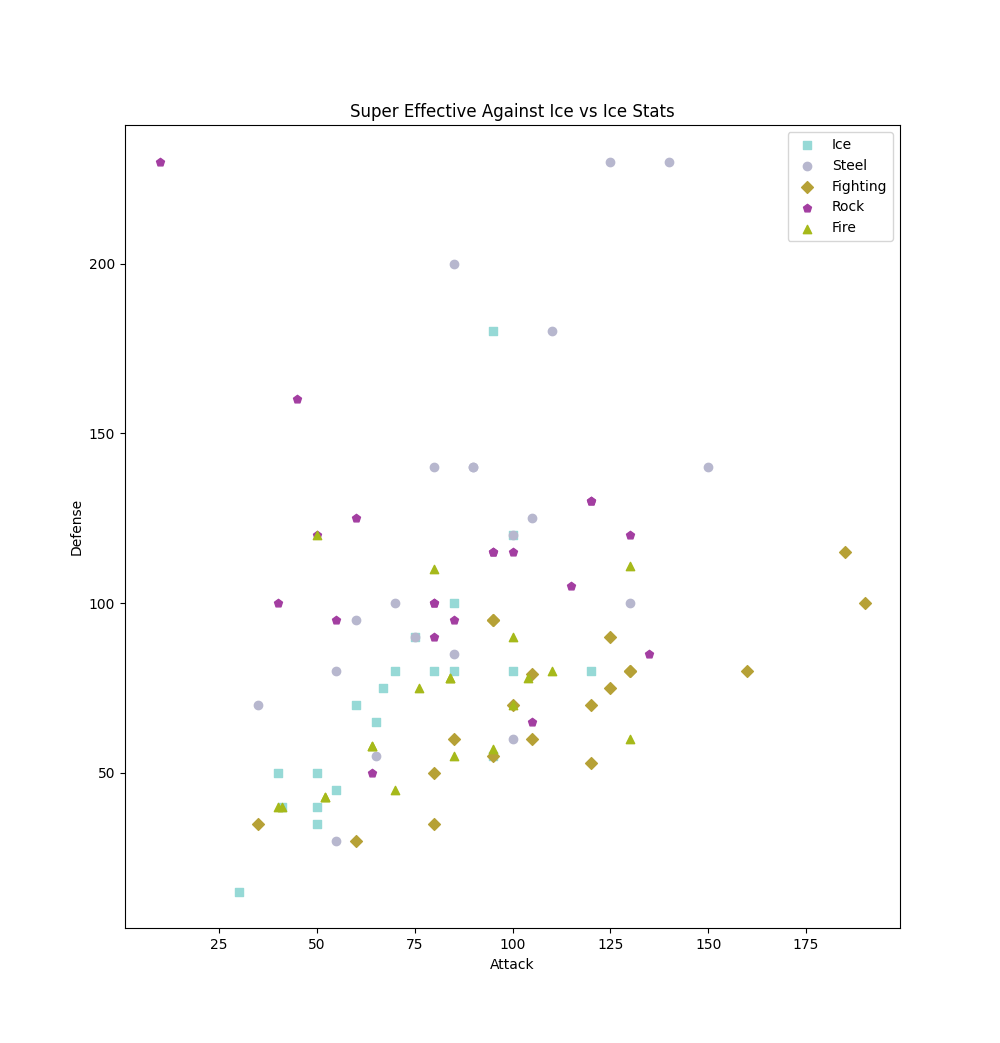 Super Effective Against Ice vs Ice Stats
Ice
Steel
Fighting
Rock
Fire
200
150
100
50
Defense
25 50 75 100 125 150 175
Attack